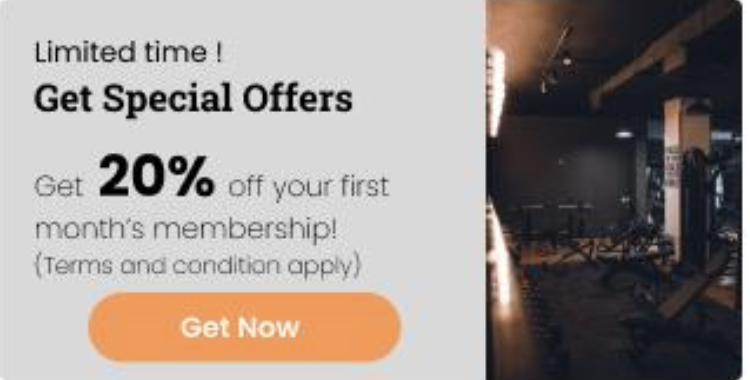 Limited time !
Get Special Offers
Get 20% off your first
month's membership!
(Terms and condition apply)
Get Now